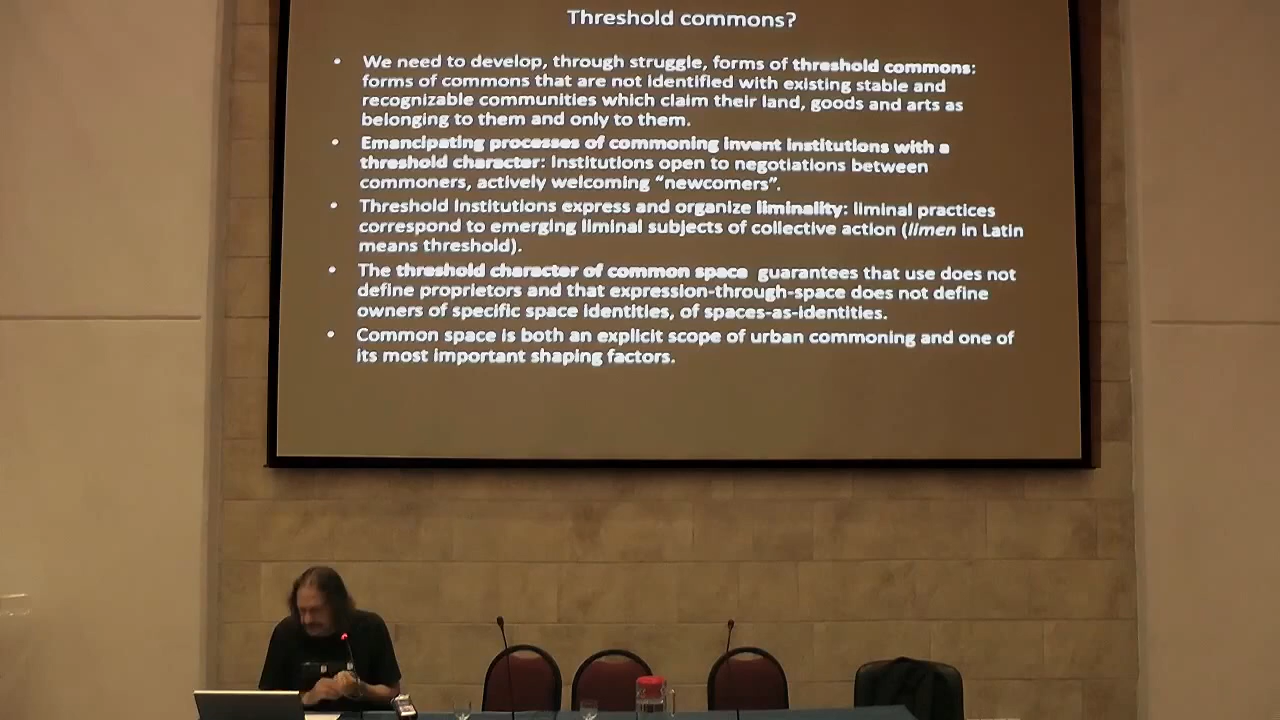 Threshold commons?
• We need to develop, through struggle, forms of threshold commons:
forms of commons that are not identified with existing stable and
recognizable communities which claim their land, goods and arts as
belonging to them and only to them.
• Emancipating processes of commoning invent institutions with a
threshold character: Institutions open to negotiations between
commoners, actively welcoming “newcomers”.
• Threshold Institutions express and organize liminality: liminal practices
correspond to emerging liminal subjects of collective action (limen in Latin
means threshold).
• The threshold character of common space guarantees that use does not
define proprietors and that expression-through-space does not define
owners of specific space identities, of spaces-as-identities.
• Common space is both an explicit scope of urban commoning and one of
its most important shaping factors.